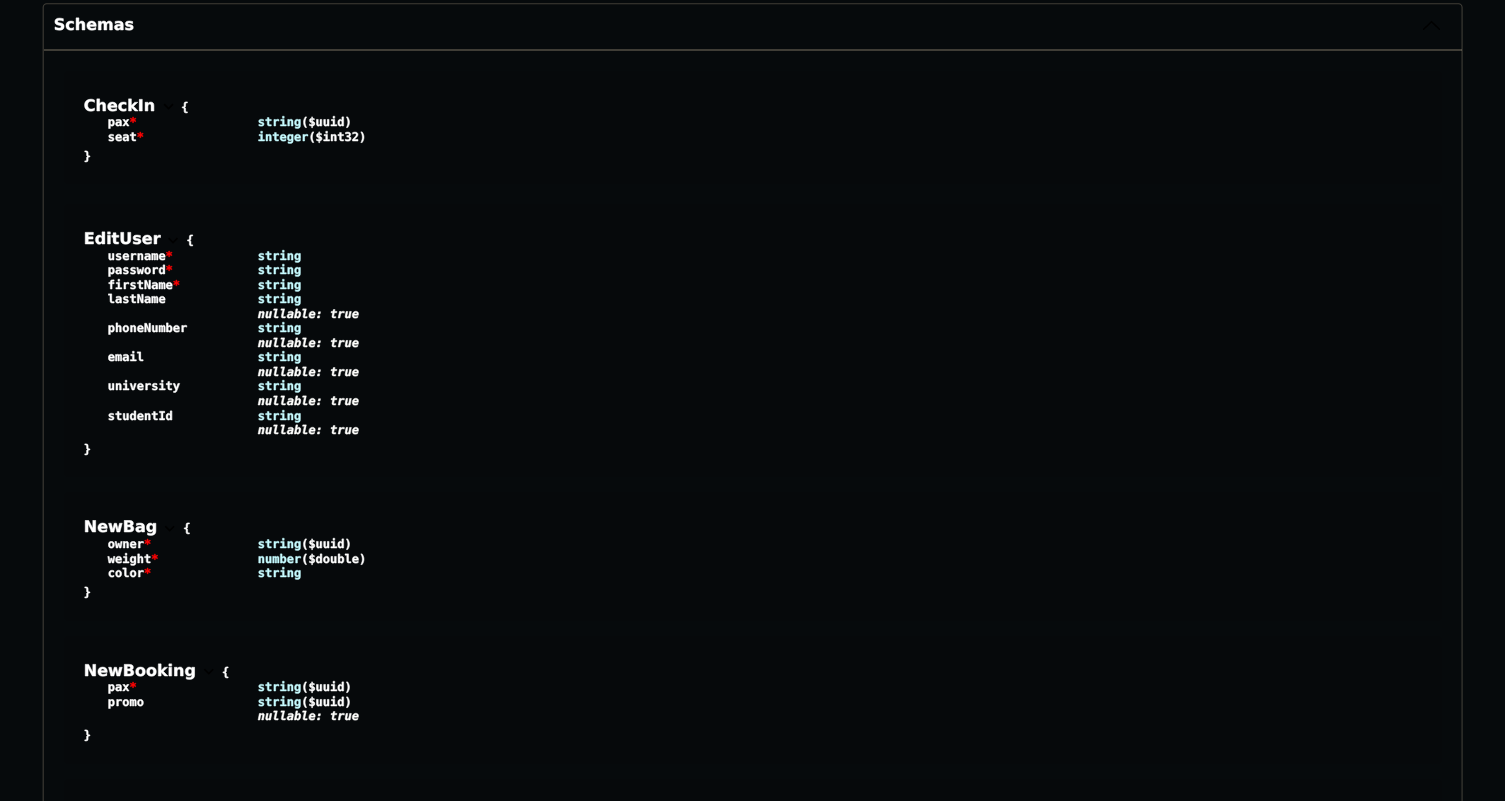 Schemas
CheckIn {
pax* string($uuid)
seat* integer($int32)
}
EditUser {
username* string
password* string
firstName* string
lastName string
nullable: true
phoneNumber string
nullable: true
email string
nullable: true
university string
nullable: true
studentId string
nullable: true
}
NewBag {
owner* string($uuid)
weight* number($double)
color* string
}
NewBooking {
pax* string($uuid)
promo string($uuid)
nullable: true
}